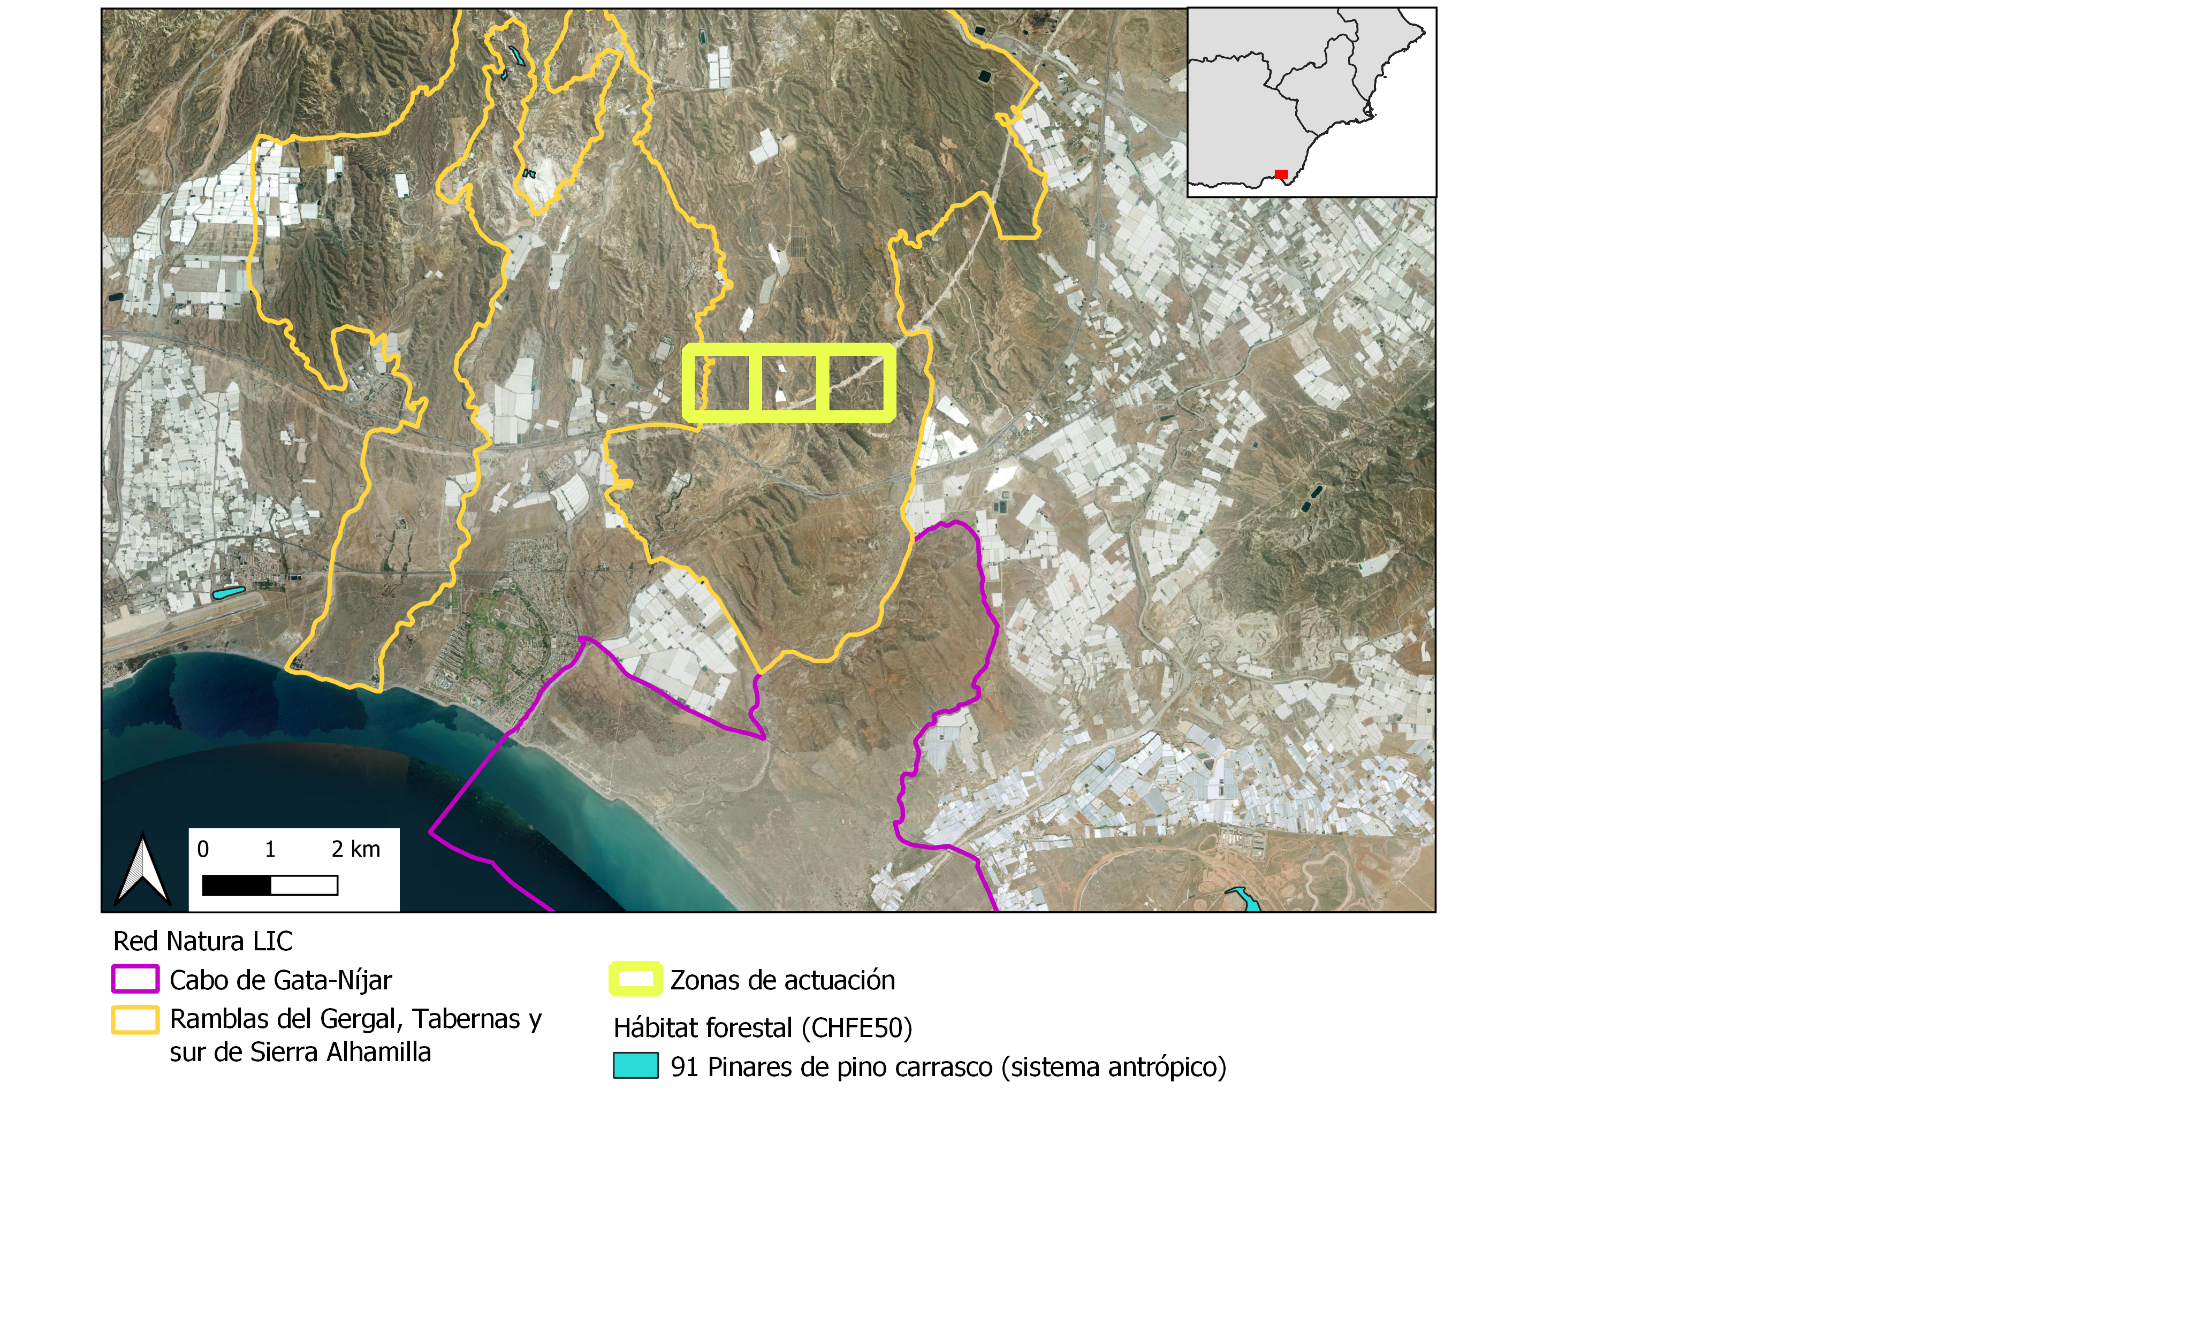 0 1 2 km
Red Natura LIC
Cabo de Gata-Níjar
Ramblas del Gergal, Tabernas y
sur de Sierra Alhamilla
Zonas de actuación
Hábitat forestal (CHFE50)
91 Pinares de pino carrasco (sistema antrópico)